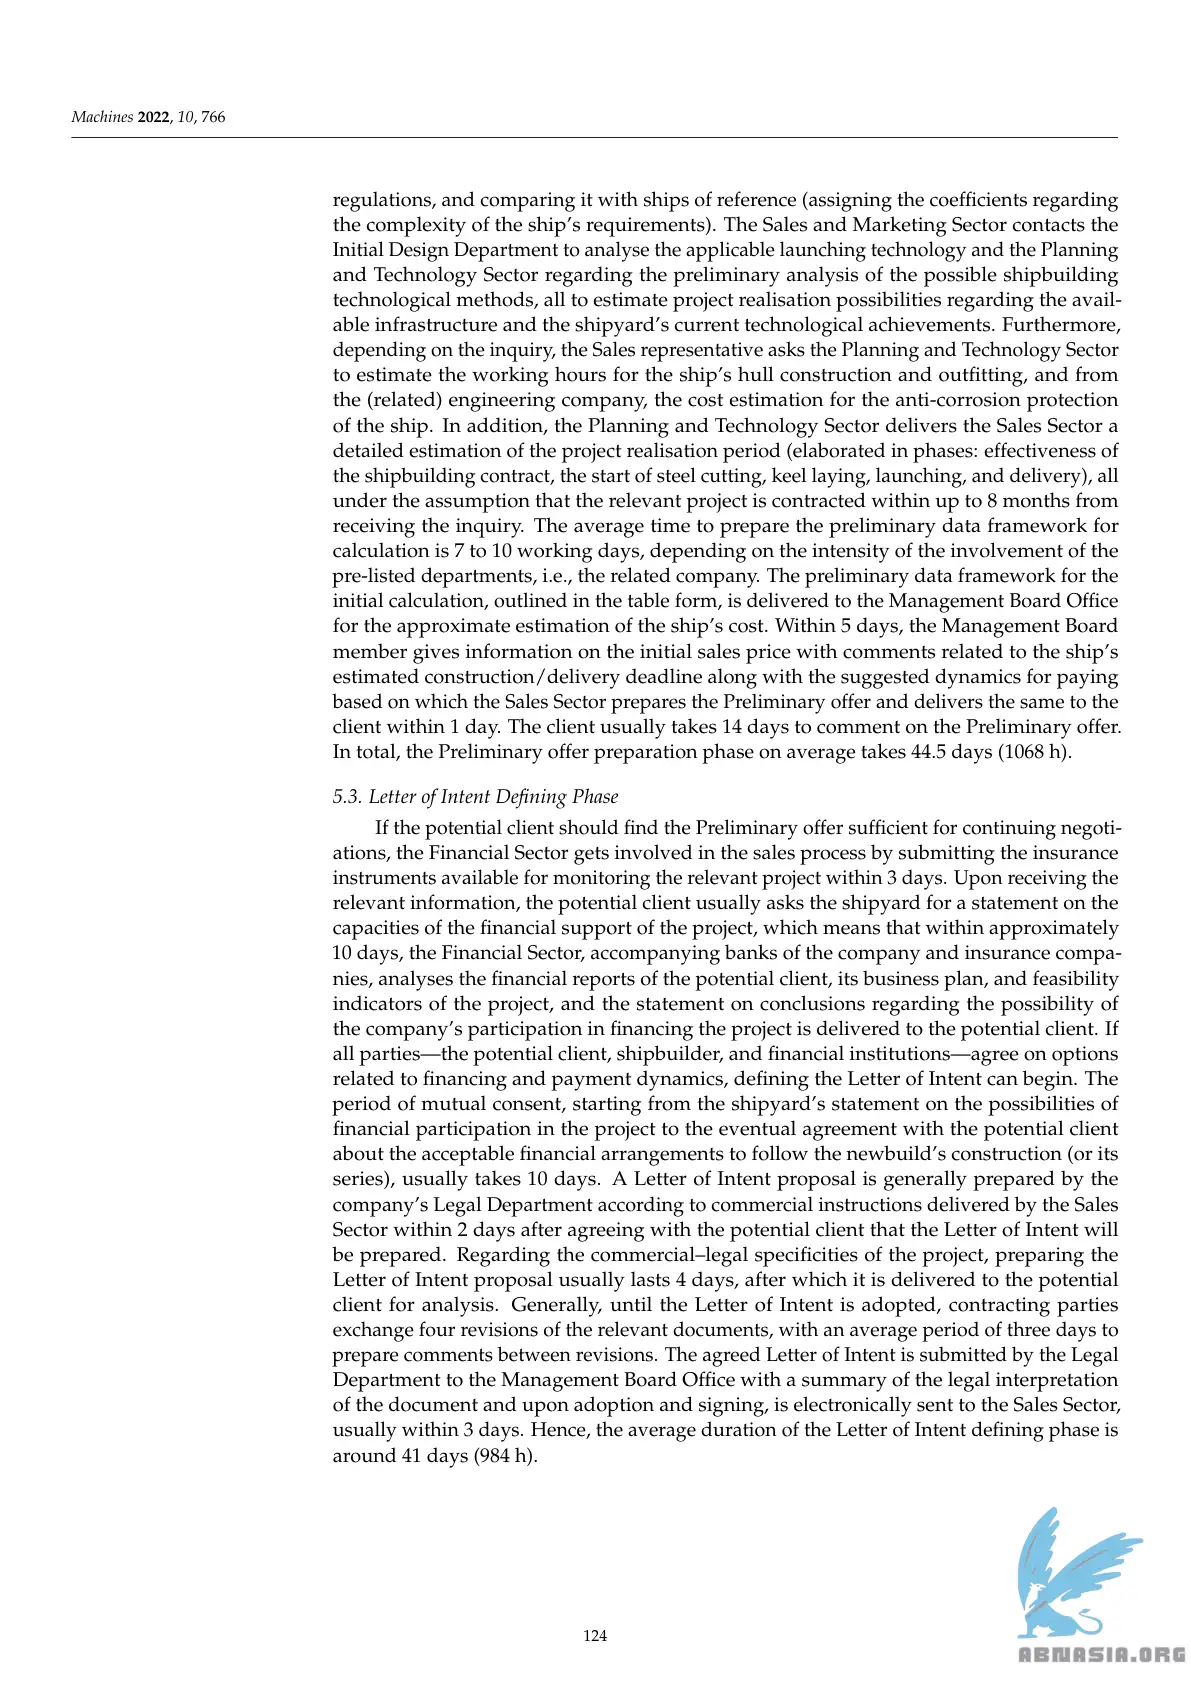 Machines 2022, 10, 766
regulations, and comparing it with ships of reference (assigning the coefficients regarding
the complexity of the ship's requirements). The Sales and Marketing Sector contacts the
Initial Design Department to analyse the applicable launching technology and the Planning
and Technology Sector regarding the preliminary analysis of the possible shipbuilding
technological methods, all to estimate project realisation possibilities regarding the avail-
able infrastructure and the shipyard's current technological achievements. Furthermore,
depending on the inquiry, the Sales representative asks the Planning and Technology Sector
to estimate the working hours for the ship's hull construction and outfitting, and from
the (related) engineering company, the cost estimation for the anti-corrosion protection
of the ship. In addition, the Planning and Technology Sector delivers the Sales Sector a
detailed estimation of the project realisation period (elaborated in phases: effectiveness of
the shipbuilding contract, the start of steel cutting, keel laying, launching, and delivery), all
under the assumption that the relevant project is contracted within up to 8 months from
receiving the inquiry. The average time to prepare the preliminary data framework for
calculation is 7 to 10 working days, depending on the intensity of the involvement of the
pre-listed departments, i.e., the related company. The preliminary data framework for the
initial calculation, outlined in the table form, is delivered to the Management Board Office
for the approximate estimation of the ship's cost. Within 5 days, the Management Board
member gives information on the initial sales price with comments related to the ship's
estimated construction/delivery deadline along with the suggested dynamics for paying
based on which the Sales Sector prepares the Preliminary offer and delivers the same to the
client within 1 day. The client usually takes 14 days to comment on the Preliminary offer.
In total, the Preliminary offer preparation phase on average takes 44.5 days (1068 h).
5.3. Letter of Intent Defining Phase
If the potential client should find the Preliminary offer sufficient for continuing negoti-
ations, the Financial Sector gets involved in the sales process by submitting the insurance
instruments available for monitoring the relevant project within 3 days. Upon receiving the
relevant information, the potential client usually asks the shipyard for a statement on the
capacities of the financial support of the project, which means that within approximately
10 days, the Financial Sector, accompanying banks of the company and insurance compa-
nies, analyses the financial reports of the potential client, its business plan, and feasibility
indicators of the project, and the statement on conclusions regarding the possibility of
the company's participation in financing the project is delivered to the potential client. If
all parties—the potential client, shipbuilder, and financial institutions—agree on options
related to financing and payment dynamics, defining the Letter of Intent can begin. The
period of mutual consent, starting from the shipyard's statement on the possibilities of
financial participation in the project to the eventual agreement with the potential client
about the acceptable financial arrangements to follow the newbuild's construction (or its
series), usually takes 10 days. A Letter of Intent proposal is generally prepared by the
company's Legal Department according to commercial instructions delivered by the Sales
Sector within 2 days after agreeing with the potential client that the Letter of Intent will
be prepared. Regarding the commercial–legal specificities of the project, preparing the
Letter of Intent proposal usually lasts 4 days, after which it is delivered to the potential
client for analysis. Generally, until the Letter of Intent is adopted, contracting parties
exchange four revisions of the relevant documents, with an average period of three days to
prepare comments between revisions. The agreed Letter of Intent is submitted by the Legal
Department to the Management Board Office with a summary of the legal interpretation
of the document and upon adoption and signing, is electronically sent to the Sales Sector,
usually within 3 days. Hence, the average duration of the Letter of Intent defining phase is
around 41 days (984 h).
124
ABNASIA.ORG